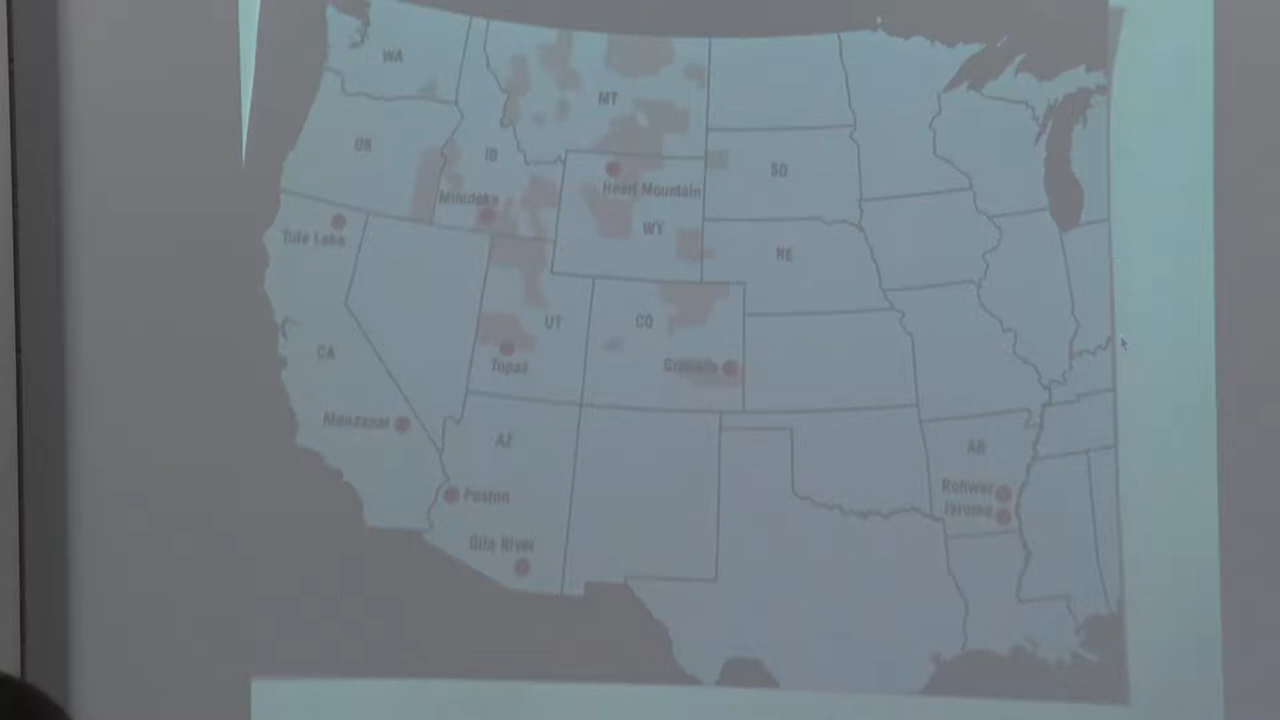 WA
MT
OR
ID
SD
Heart Mountain
Minidoka
WY
Tule Lake
NE
UT
CO
CA
Topaz
Granada
Manzanar
AZ
AR
Poston
Rohwer
Jerome
Gila River